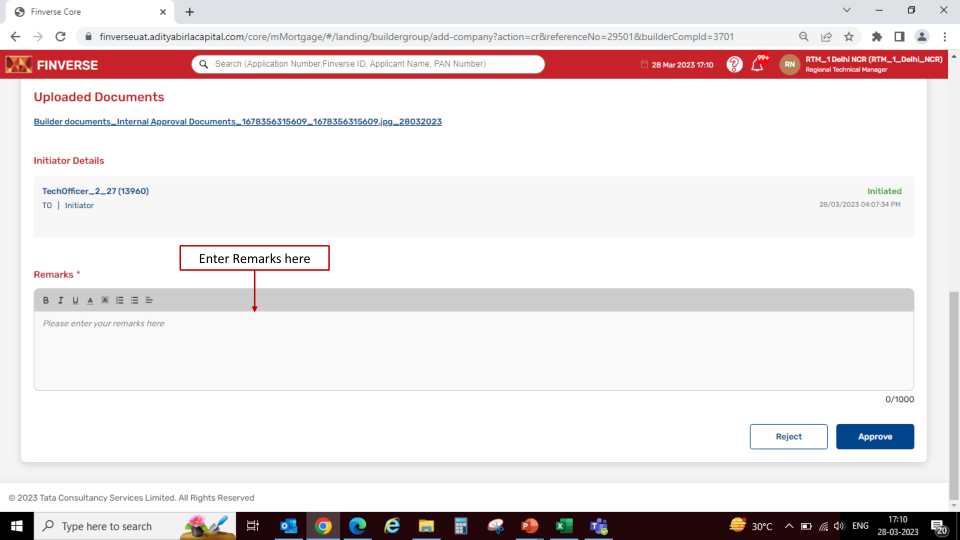 Finverse Core
finverseuat.adityabirlacapital.com/core/mMortgage/#/landing/buildergroup/add-company?action=cr&referenceNo=29501&builderCompId=3701
FINVERSE
Search (Application Number,Finverse ID, Applicant Name, PAN Number)
28 Mar 2023 17:10
99+
RN
RTM_1 Delhi NCR (RTM_1_Delhi_NCR)
Regional Technical Manager
Uploaded Documents
Builder documents_Internal Approval Documents_1678356315609_1678356315609.jpg_28032023
Initiator Details
TechOfficer_2_27 (13960)
Initiated
TO | Initiator
28/03/2023 04:07:34 PM
Enter Remarks here
Remarks *
B I U A
Please enter your remarks here
0/1000
Reject
Approve
© 2023 Tata Consultancy Services Limited. All Rights Reserved
Type here to search
30°C
ENG
17:10
28-03-2023
20